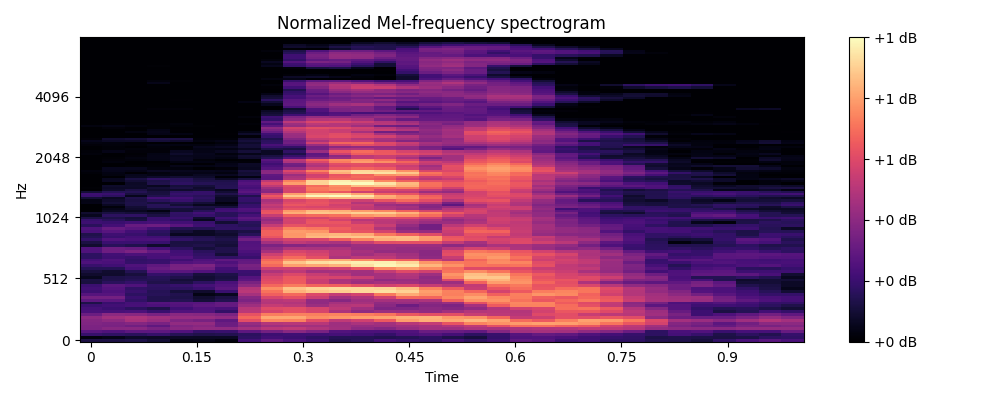 Normalized Mel-frequency spectrogram
+1 dB
4096
+1 dB
2048
+1 dB
Hz
1024
+0 dB
512
+0 dB
0
+0 dB
0
0.15
0.3
0.45
0.6
0.75
0.9
Time